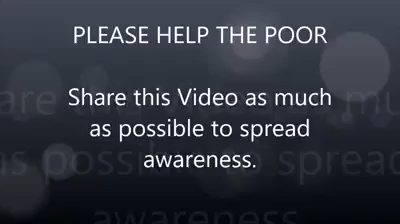 PLEASE HELP THE POOR
Share this Video as much
as possible to spread
awareness.